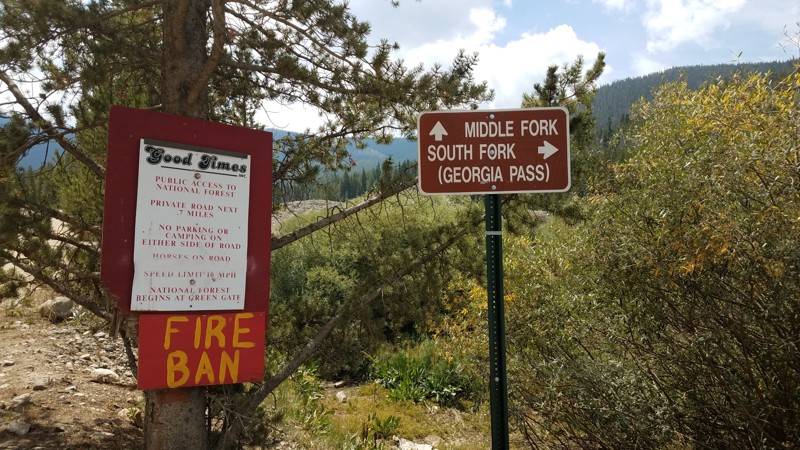 Good Times
INC.
PUBLIC ACCESS TO
NATIONAL FOREST
PRIVATE ROAD NEXT
.7 MILES
NO PARKING OR
CAMPING ON
EITHER SIDE OF ROAD
HORSES ON ROAD
SPEED LIMIT 10 MPH
NATIONAL FOREST
BEGINS AT GREEN GATE
FIRE
BAN
MIDDLE FORK
SOUTH FORK
(GEORGIA PASS)